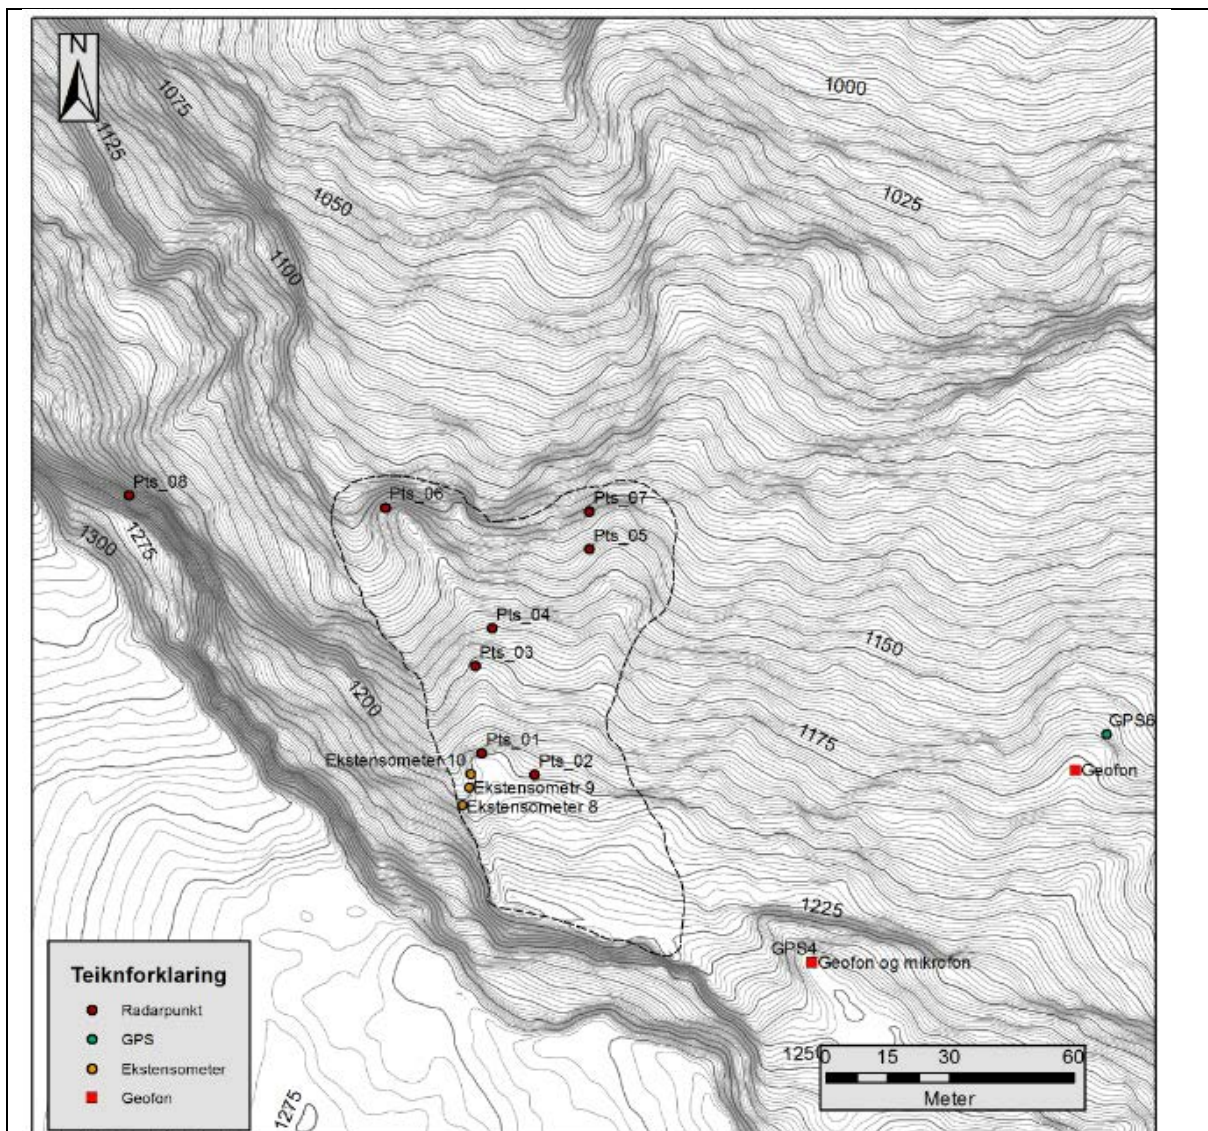 N
1075
1125
1000
1050
1025
1100
Pts_08
Pts_06
Pts_07
1275
1300
Pts_05
Pts_04
1150
Pts_03
1200
GPS6
1175
Pts_01
Ekstensometer 10
Pts_02
Geofon
Ekstensometr 9
Ekstensometer 8
1225
GPS4
Geofon og mikrofon
Teiknforklaring
Radarpunkt
GPS
Ekstensometer
Geofon
1250
0 15 30 60
Meter
1275